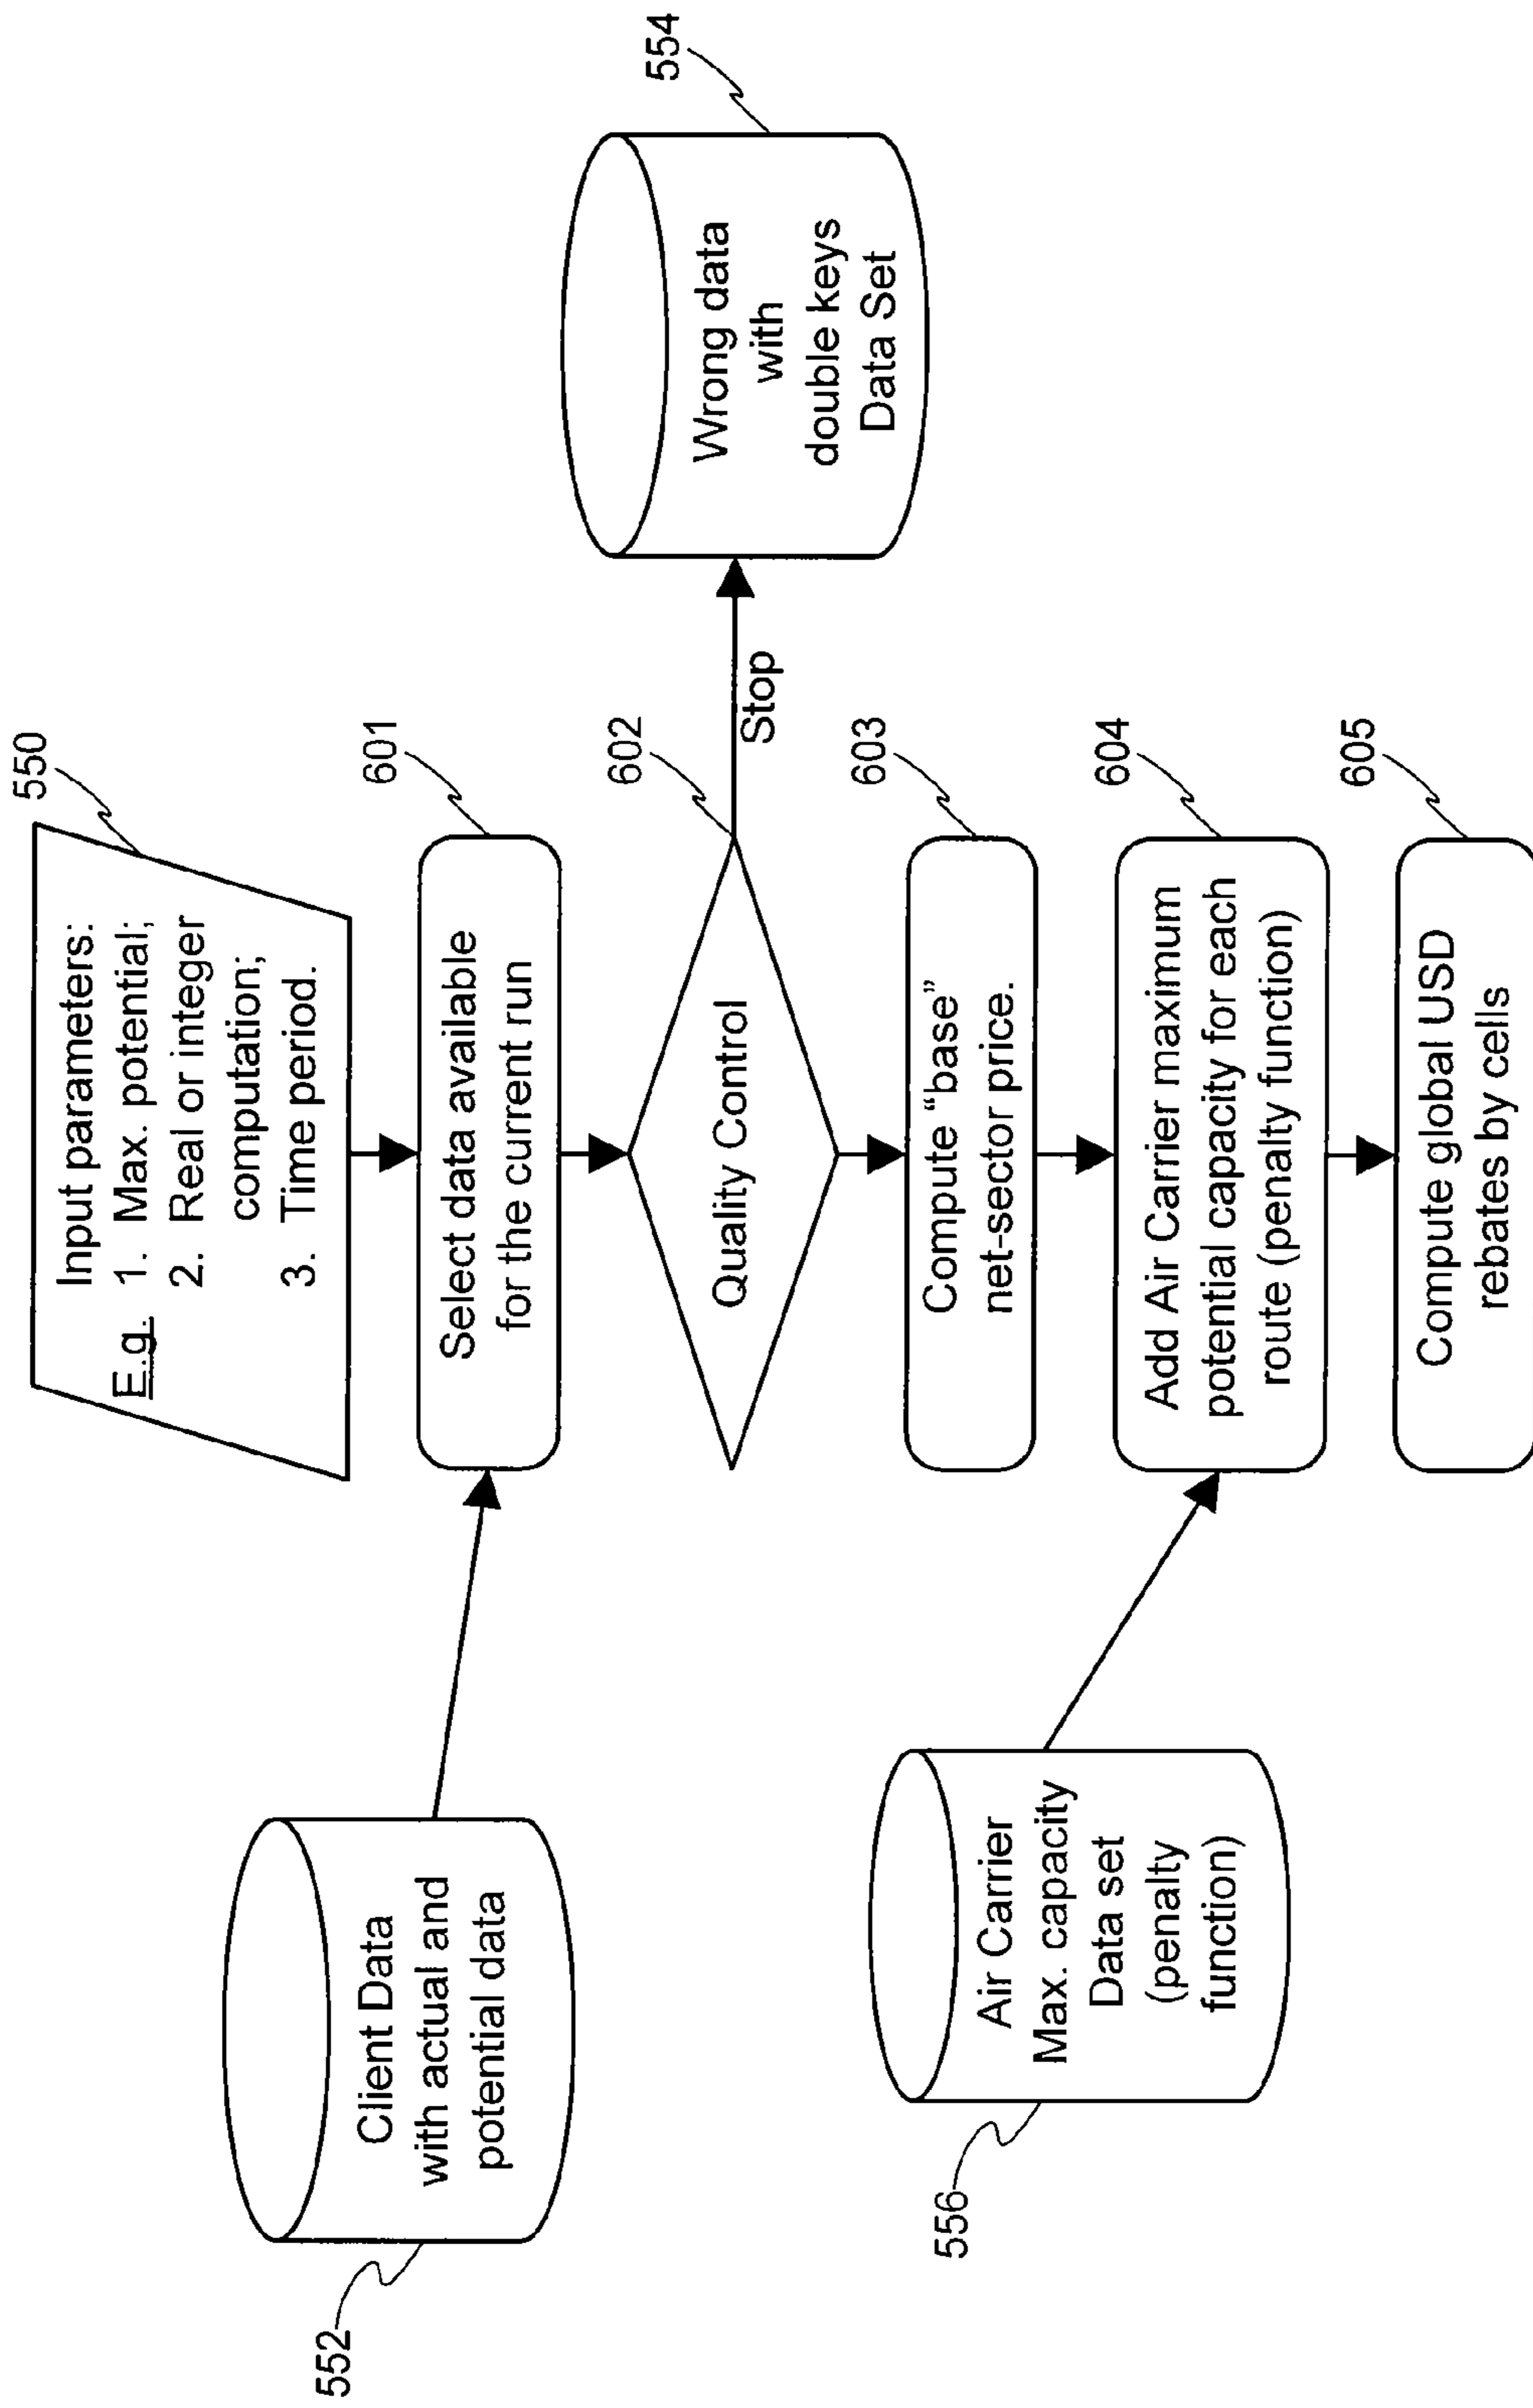 550
Input parameters:
E.g. 1. Max. potential;
2. Real or integer
computation;
3. Time period.
552
Client Data
with actual and
potential data
601
Select data available
for the current run
602
Quality Control
Stop
554
Wrong data
with
double keys
Data Set
603
Compute “base”
net-sector price.
556
Air Carrier
Max. capacity
Data set
(penalty
function)
604
Add Air Carrier maximum
potential capacity for each
route (penalty function)
605
Compute global USD
rebates by cells